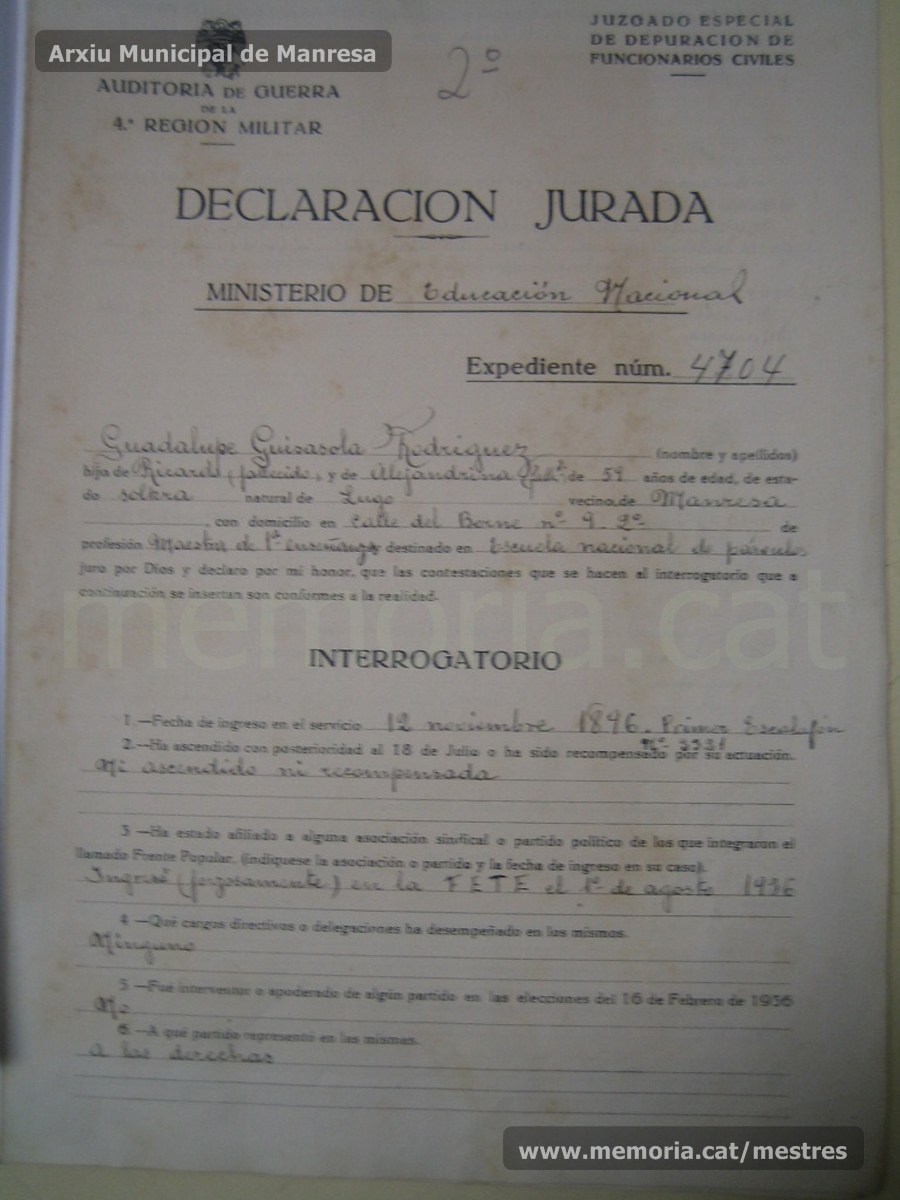 Arxiu Municipal de Manresa
AUDITORIA DE GUERRA
DE LA
4.ª REGION MILITAR
2º
JUZGADO ESPECIAL
DE DEPURACION DE
FUNCIONARIOS CIVILES
DECLARACION JURADA
MINISTERIO DE Educación Nacional
Expediente núm. 4704
Guadalupe Guisasola Rodriguez (nombre y apellidos)
hija de Ricardo (fallecido) y de Alejandrina de 59 años de edad, de esta-
do soltera natural de Lugo vecino de Manresa
, con domicilio en Calle del Borne nº 9, 2º de
profesión Maestra de 1ª enseñanza destinado en Escuela nacional de párvulos
juro por Dios y declaro por mi honor, que las contestaciones que se hacen al interrogatorio que a
continuación se insertan son conformes a la realidad.
memoria.cat
INTERROGATORIO
1.—Fecha de ingreso en el servicio 12 noviembre 1896. Primer Escalafón
Nº 3931
2.—Ha ascendido con posterioridad al 18 de Julio o ha sido recompensado por su actuación.
Ni ascendido ni recompensada
3.—Ha estado afiliado a alguna asociación sindical o partido político de los que integraron el
llamado Frente Popular. (indíquese la asociación o partido y la fecha de ingreso en su caso).
Ingresé (forzosamente) en la FETE el 1º de agosto 1936
4.—Qué cargos directivos o delegaciones ha desempeñado en los mismos.
Ninguno
5.—Fué interventor o apoderado de algún partido en las elecciones del 16 de Febrero de 1936
No
6.—A qué partido representó en las mismas.
A las derechas
www.memoria.cat/mestres